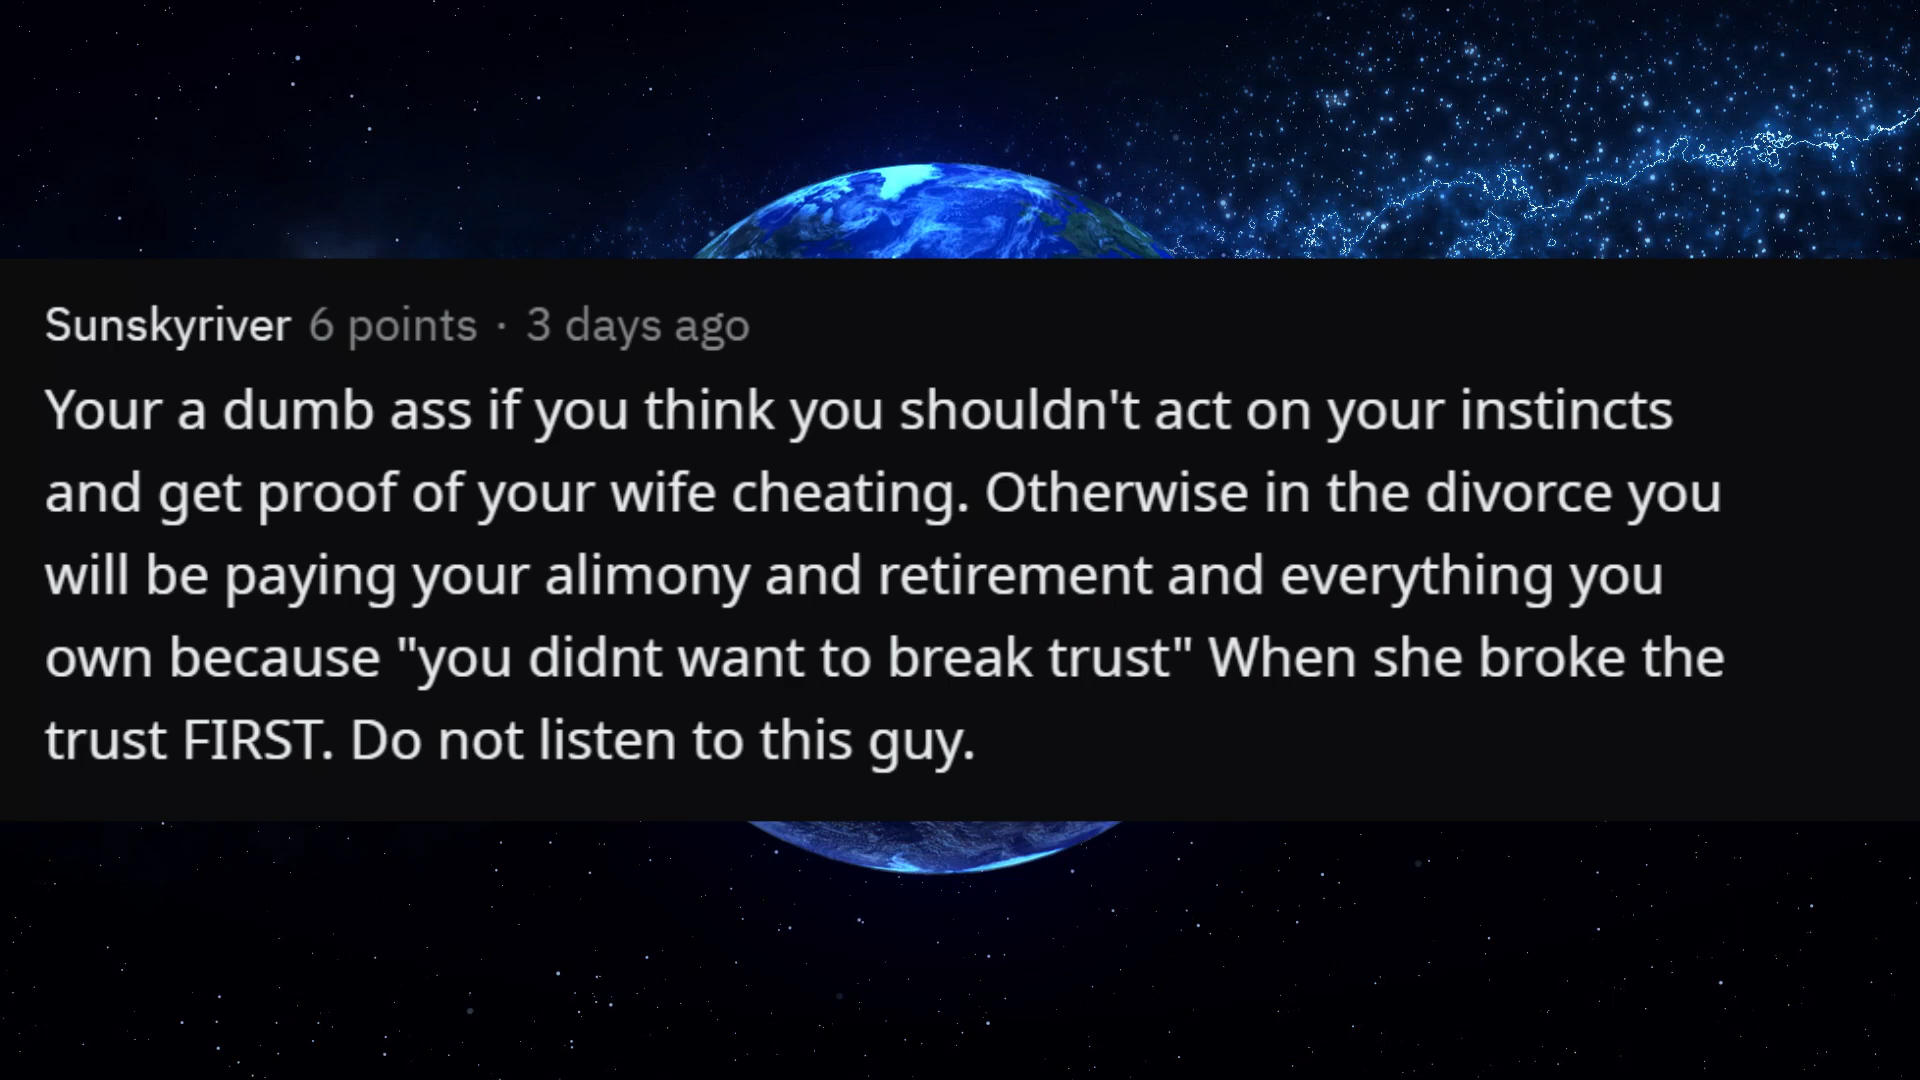 Sunskyriver 6 points · 3 days ago
Your a dumb ass if you think you shouldn't act on your instincts
and get proof of your wife cheating. Otherwise in the divorce you
will be paying your alimony and retirement and everything you
own because "you didnt want to break trust" When she broke the
trust FIRST. Do not listen to this guy.